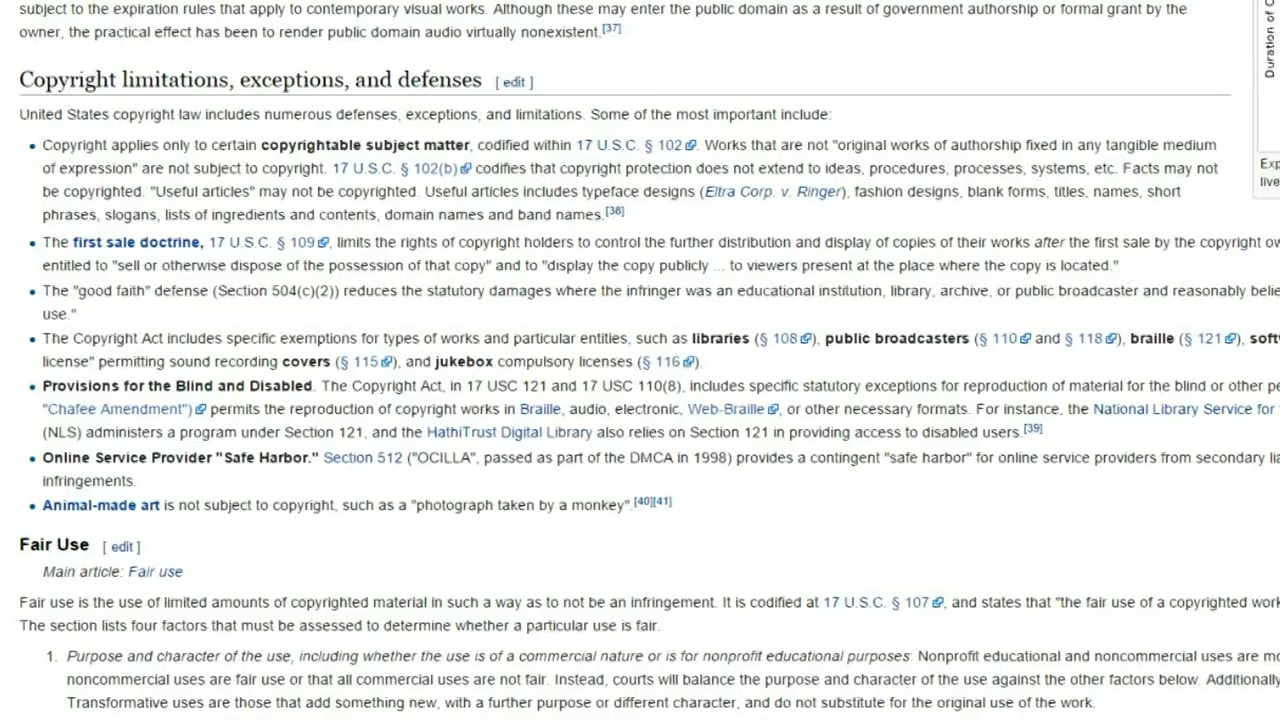 subject to the expiration rules that apply to contemporary visual works. Although these may enter the public domain as a result of government authorship or formal grant by the
owner, the practical effect has been to render public domain audio virtually nonexistent.[37]
Duration of C
Copyright limitations, exceptions, and defenses [ edit ]
United States copyright law includes numerous defenses, exceptions, and limitations. Some of the most important include:
• Copyright applies only to certain copyrightable subject matter, codified within 17 U.S.C. § 102. Works that are not "original works of authorship fixed in any tangible medium
of expression" are not subject to copyright. 17 U.S.C. § 102(b) codifies that copyright protection does not extend to ideas, procedures, processes, systems, etc. Facts may not
be copyrighted. "Useful articles" may not be copyrighted. Useful articles includes typeface designs (Eltra Corp. v. Ringer), fashion designs, blank forms, titles, names, short
phrases, slogans, lists of ingredients and contents, domain names and band names.[38]
Exp
live
• The first sale doctrine, 17 U.S.C. § 109, limits the rights of copyright holders to control the further distribution and display of copies of their works after the first sale by the copyright ow
entitled to "sell or otherwise dispose of the possession of that copy" and to "display the copy publicly ... to viewers present at the place where the copy is located."
• The "good faith" defense (Section 504(c)(2)) reduces the statutory damages where the infringer was an educational institution, library, archive, or public broadcaster and reasonably belie
use."
• The Copyright Act includes specific exemptions for types of works and particular entities, such as libraries (§ 108), public broadcasters (§ 110 and § 118), braille (§ 121), soft
license" permitting sound recording covers (§ 115), and jukebox compulsory licenses (§ 116).
• Provisions for the Blind and Disabled. The Copyright Act, in 17 USC 121 and 17 USC 110(8), includes specific statutory exceptions for reproduction of material for the blind or other pe
"Chafee Amendment") permits the reproduction of copyright works in Braille, audio, electronic, Web-Braille, or other necessary formats. For instance, the National Library Service for
(NLS) administers a program under Section 121, and the HathiTrust Digital Library also relies on Section 121 in providing access to disabled users.[39]
• Online Service Provider "Safe Harbor." Section 512 ("OCILLA", passed as part of the DMCA in 1998) provides a contingent "safe harbor" for online service providers from secondary lia
infringements.
• Animal-made art is not subject to copyright, such as a "photograph taken by a monkey".[40][41]
Fair Use [ edit ]
Main article: Fair use
Fair use is the use of limited amounts of copyrighted material in such a way as to not be an infringement. It is codified at 17 U.S.C. § 107, and states that "the fair use of a copyrighted work
The section lists four factors that must be assessed to determine whether a particular use is fair.
1. Purpose and character of the use, including whether the use is of a commercial nature or is for nonprofit educational purposes: Nonprofit educational and noncommercial uses are mo
noncommercial uses are fair use or that all commercial uses are not fair. Instead, courts will balance the purpose and character of the use against the other factors below. Additionally
Transformative uses are those that add something new, with a further purpose or different character, and do not substitute for the original use of the work.